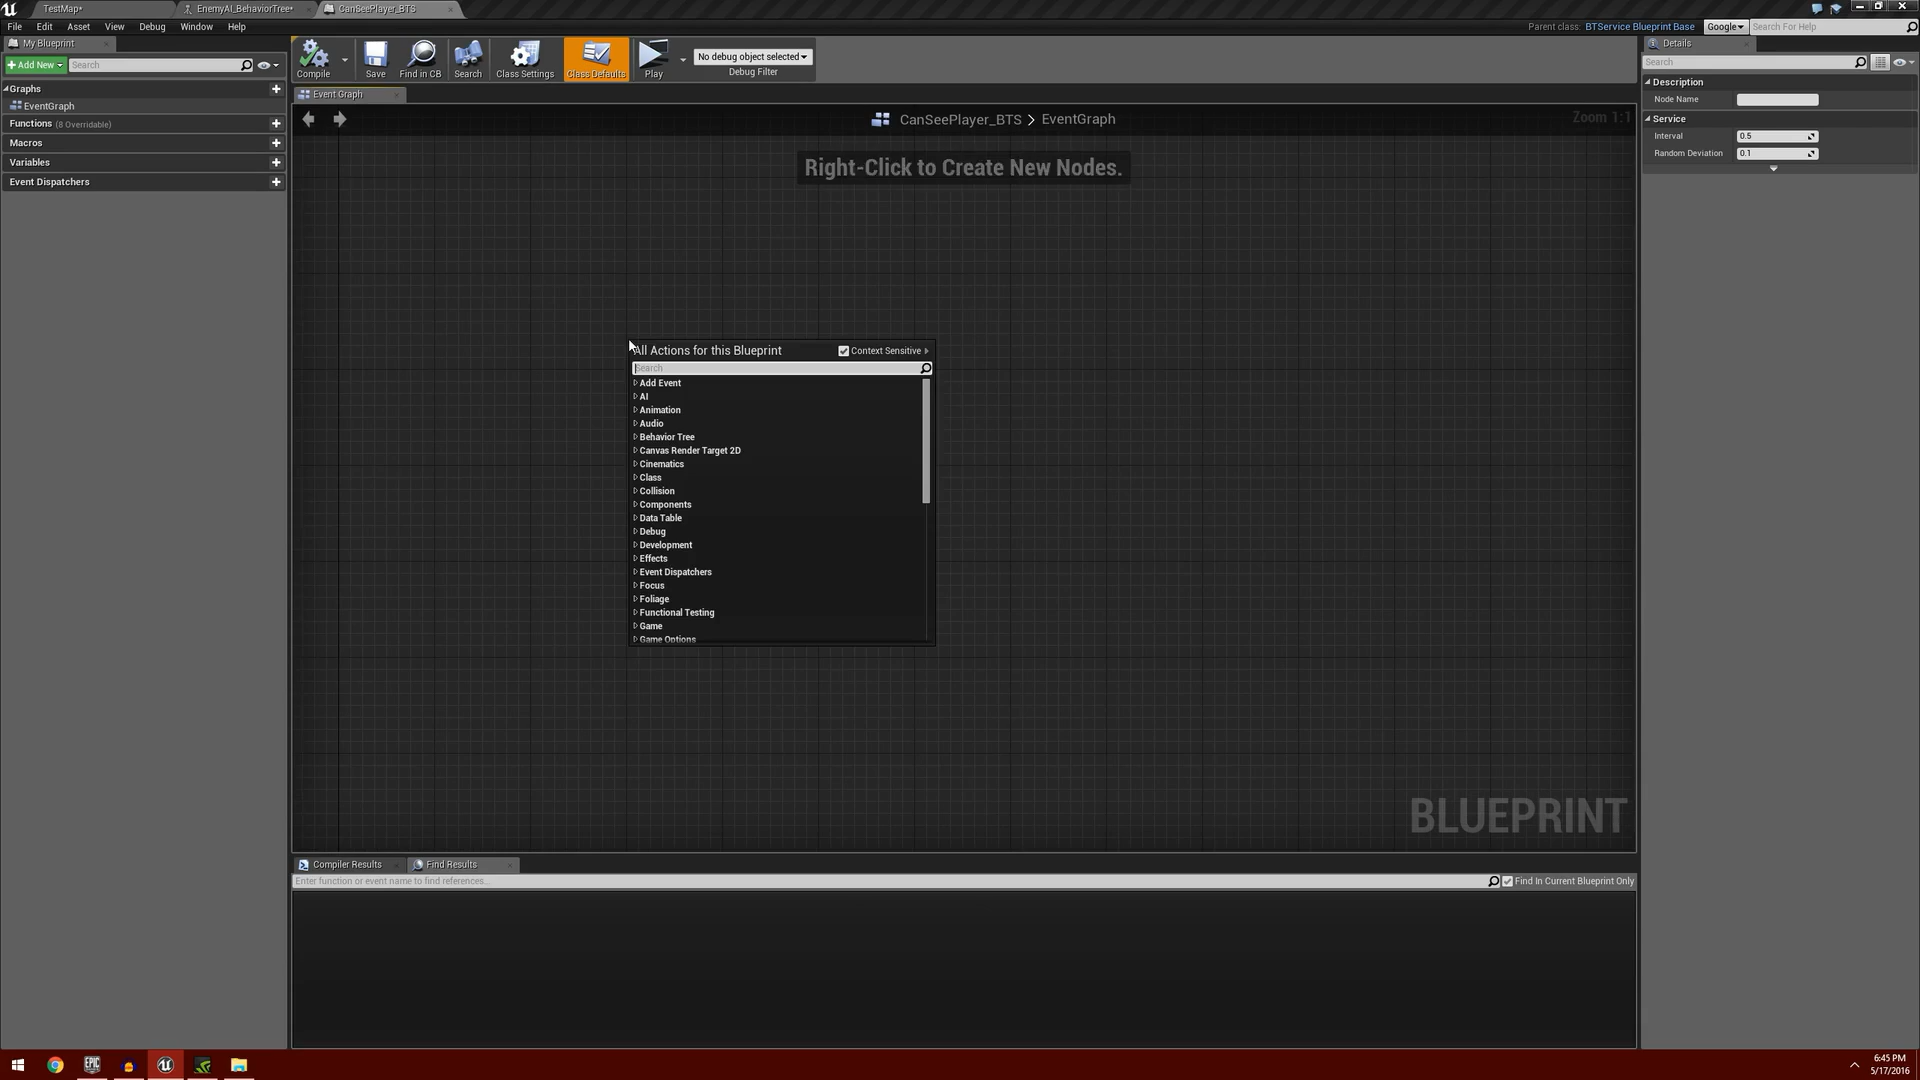 TestMap*
EnemyAI_BehaviorTree*
CanSeePlayer_BTS
File Edit Asset View Debug Window Help
Parent class: BTService Blueprint Base
Google
Search For Help
My Blueprint
Add New
Search
Graphs
EventGraph
Functions (8 Overridable)
Macros
Variables
Event Dispatchers
Compile
Save
Find in CB
Search
Class Settings
Class Defaults
Play
No debug object selected
Debug Filter
Event Graph
CanSeePlayer_BTS > EventGraph
Zoom 1:1
Right-Click to Create New Nodes.
All Actions for this Blueprint
Context Sensitive
Search
Add Event
AI
Animation
Audio
Behavior Tree
Canvas Render Target 2D
Cinematics
Class
Collision
Components
Data Table
Debug
Development
Effects
Event Dispatchers
Focus
Foliage
Functional Testing
Game
Game Options
BLUEPRINT
Compiler Results
Find Results
Enter function or event name to find references...
Find In Current Blueprint Only
Details
Search
Description
Node Name
Service
Interval 0.5
Random Deviation 0.1
EPIC
6:45 PM
5/17/2016